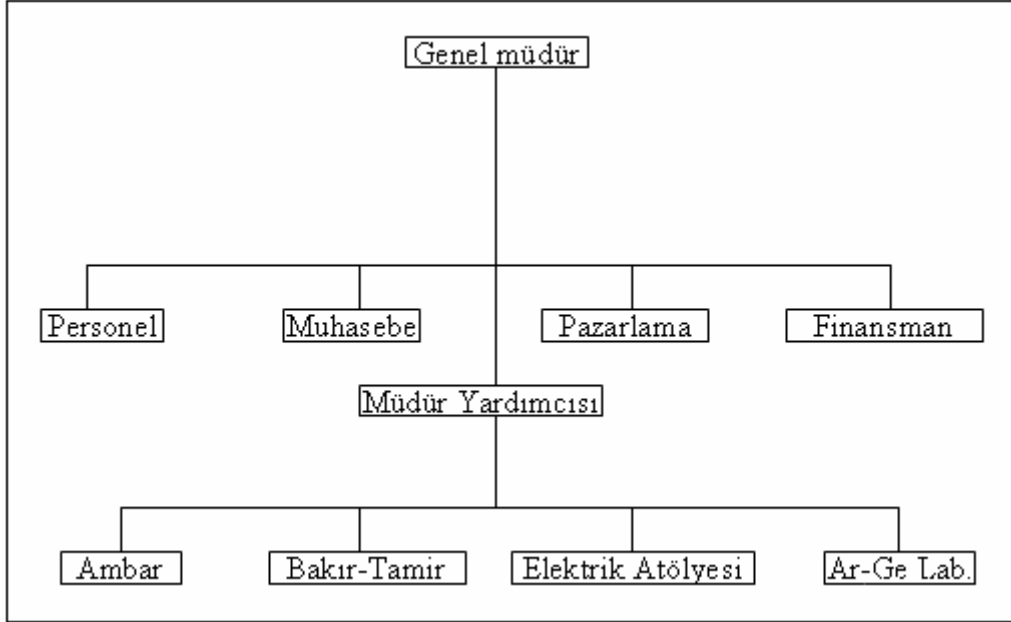 Genel müdür
Personel
Muhasebe
Pazarlama
Finansman
Müdür Yardımcısı
Ambar
Bakır-Tamir
Elektrik Atölyesi
Ar-Ge Lab.